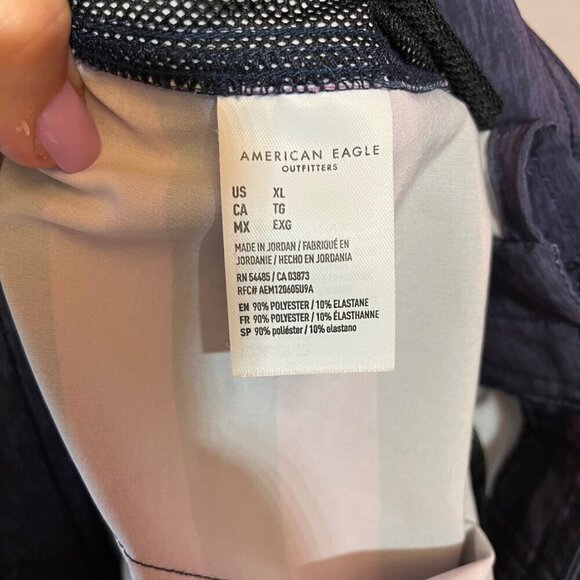 AMERICAN EAGLE
OUTFITTERS
US XL
CA TG
MX EXG
MADE IN JORDAN / FABRIQUÉ EN
JORDANIE / HECHO EN JORDANIA
RN 54485 / CA 03873
RFC# AEM120605U9A
EN 90% POLYESTER / 10% ELASTANE
FR 90% POLYESTER / 10% ÉLASTHANNE
SP 90% poliéster / 10% elastano